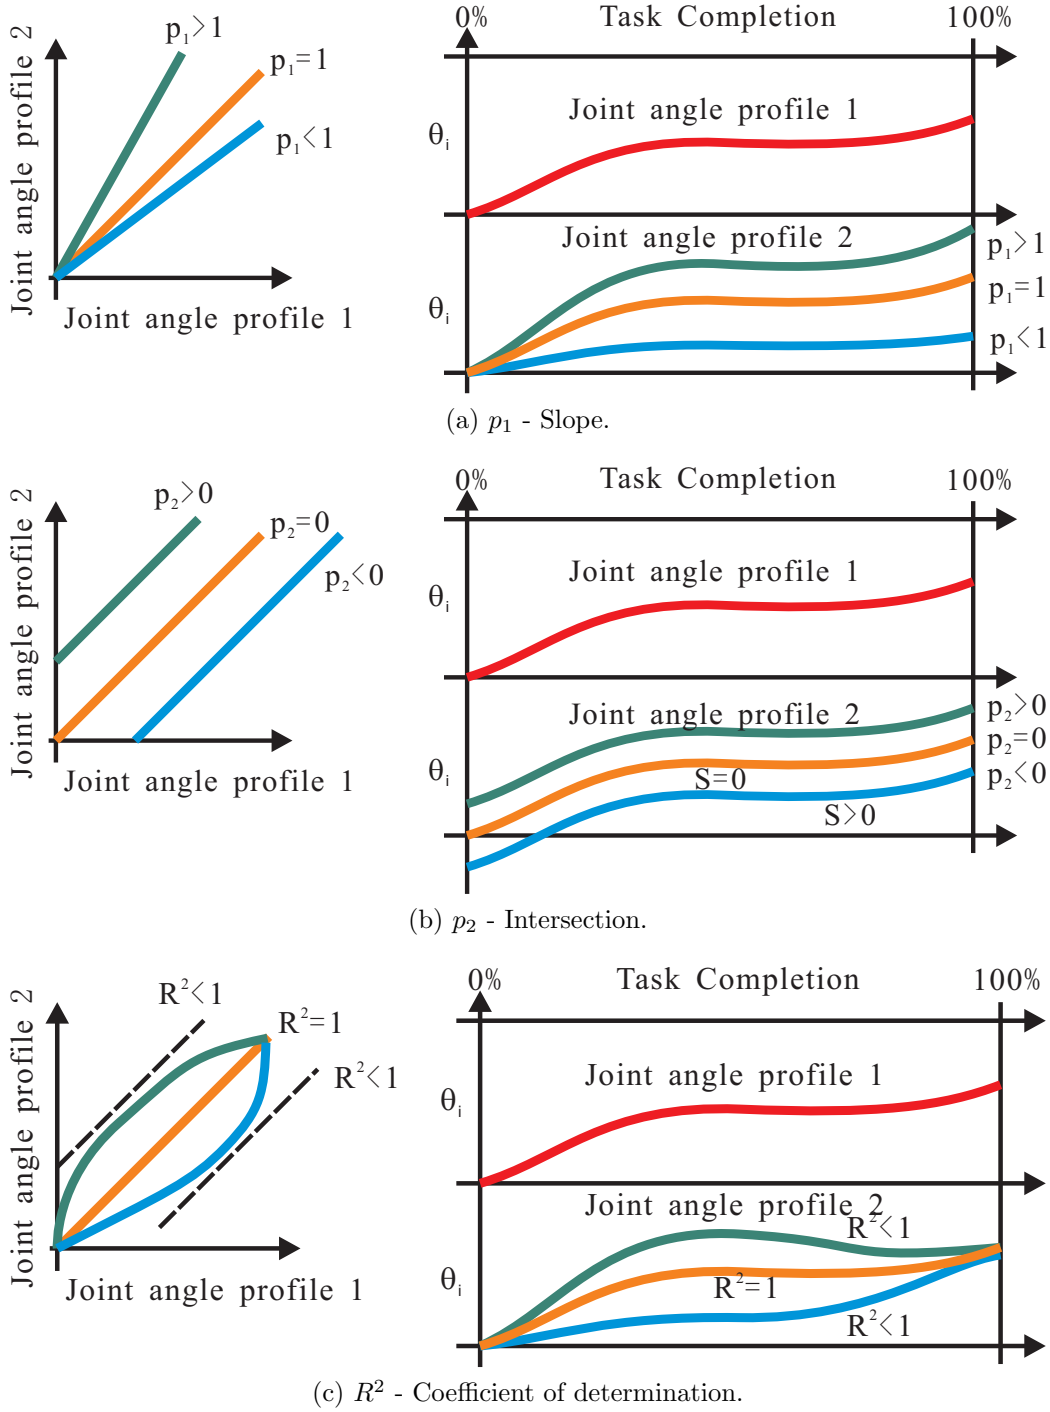 Joint angle profile 2
p₁>1
p₁=1
p₁<1
Joint angle profile 1
0%
Task Completion
100%
Joint angle profile 1
θᵢ
Joint angle profile 2
θᵢ
p₁>1
p₁=1
p₁<1
(a) p₁ - Slope.
Joint angle profile 2
p₂>0
p₂=0
p₂<0
Joint angle profile 1
0%
Task Completion
100%
Joint angle profile 1
θᵢ
Joint angle profile 2
θᵢ
S=0
S>0
p₂>0
p₂=0
p₂<0
(b) p₂ - Intersection.
Joint angle profile 2
R²<1
R²=1
R²<1
Joint angle profile 1
0%
Task Completion
100%
Joint angle profile 1
θᵢ
Joint angle profile 2
R²<1
θᵢ
R²=1
R²<1
(c) R² - Coefficient of determination.